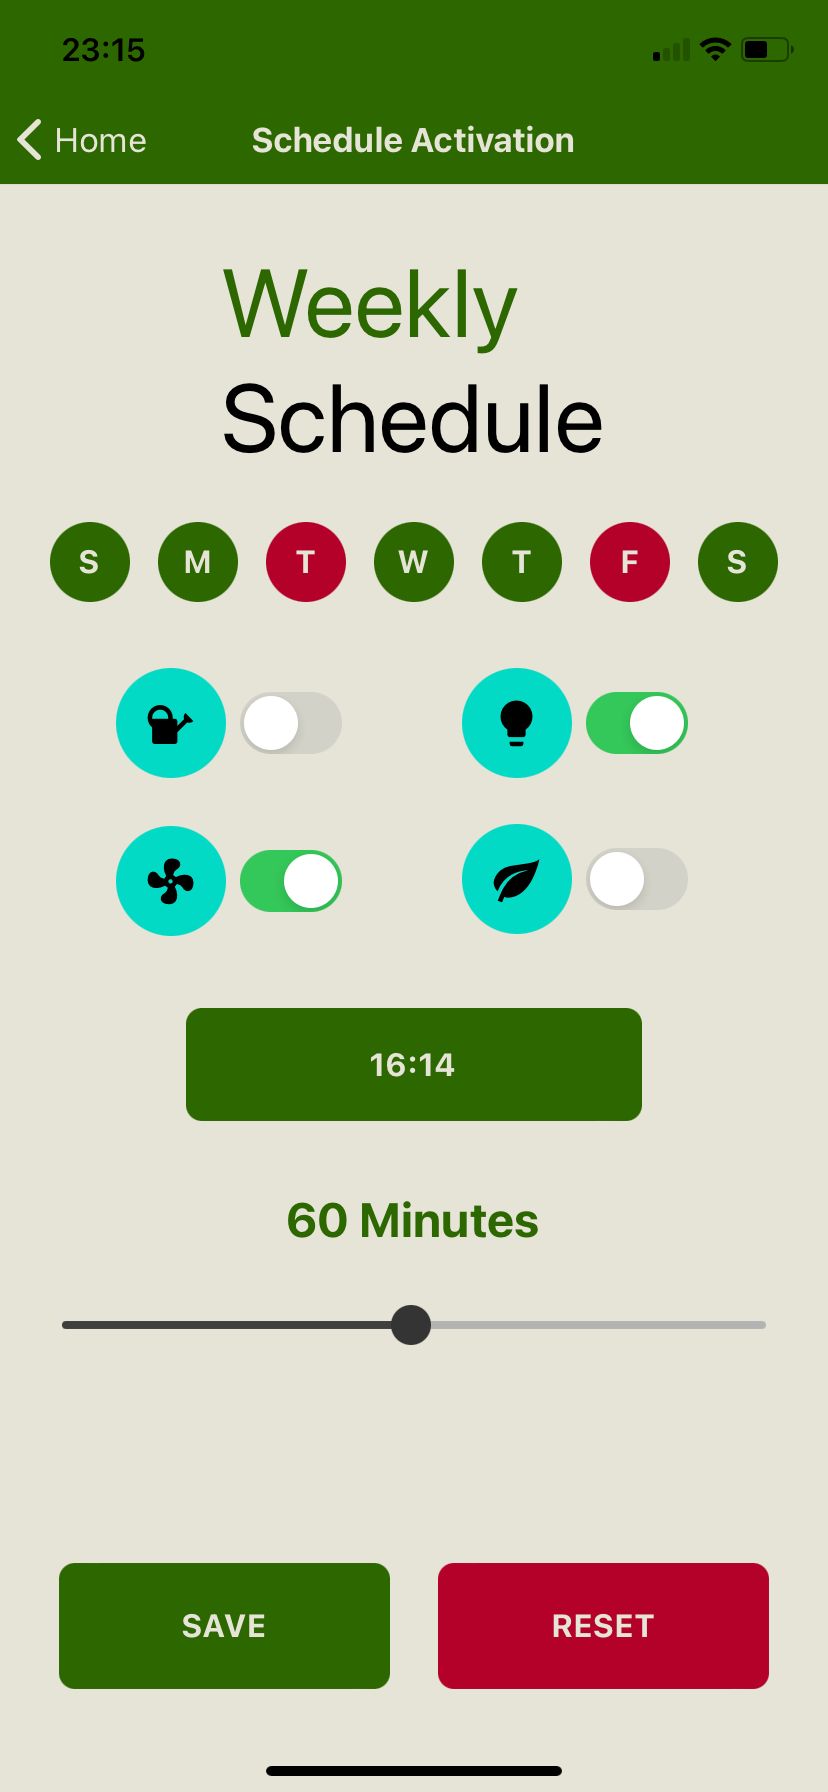 23:15
Home Schedule Activation
Weekly
Schedule
S M T W T F S
16:14
60 Minutes
SAVE RESET